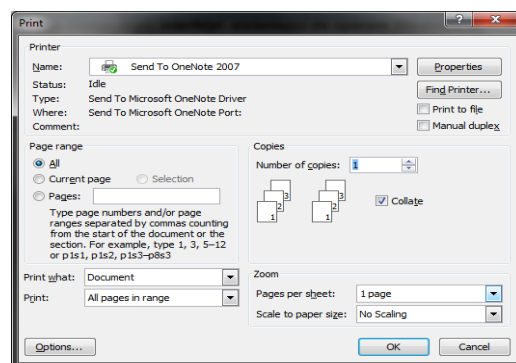 Print
Printer
Name: Send To OneNote 2007 Properties
Status: Idle Find Printer...
Type: Send To Microsoft OneNote Driver
Where: Send To Microsoft OneNote Port: Print to file
Comment: Manual duplex
Page range
All
Current page Selection
Pages:
Type page numbers and/or page
ranges separated by commas counting
from the start of the document or the
section. For example, type 1, 3, 5–12
or p1s1, p1s2, p1s3–p8s3
Copies
Number of copies: 1
3 3
2 2
1 1
Collate
Print what: Document
Print: All pages in range
Zoom
Pages per sheet: 1 page
Scale to paper size: No Scaling
Options... OK Cancel